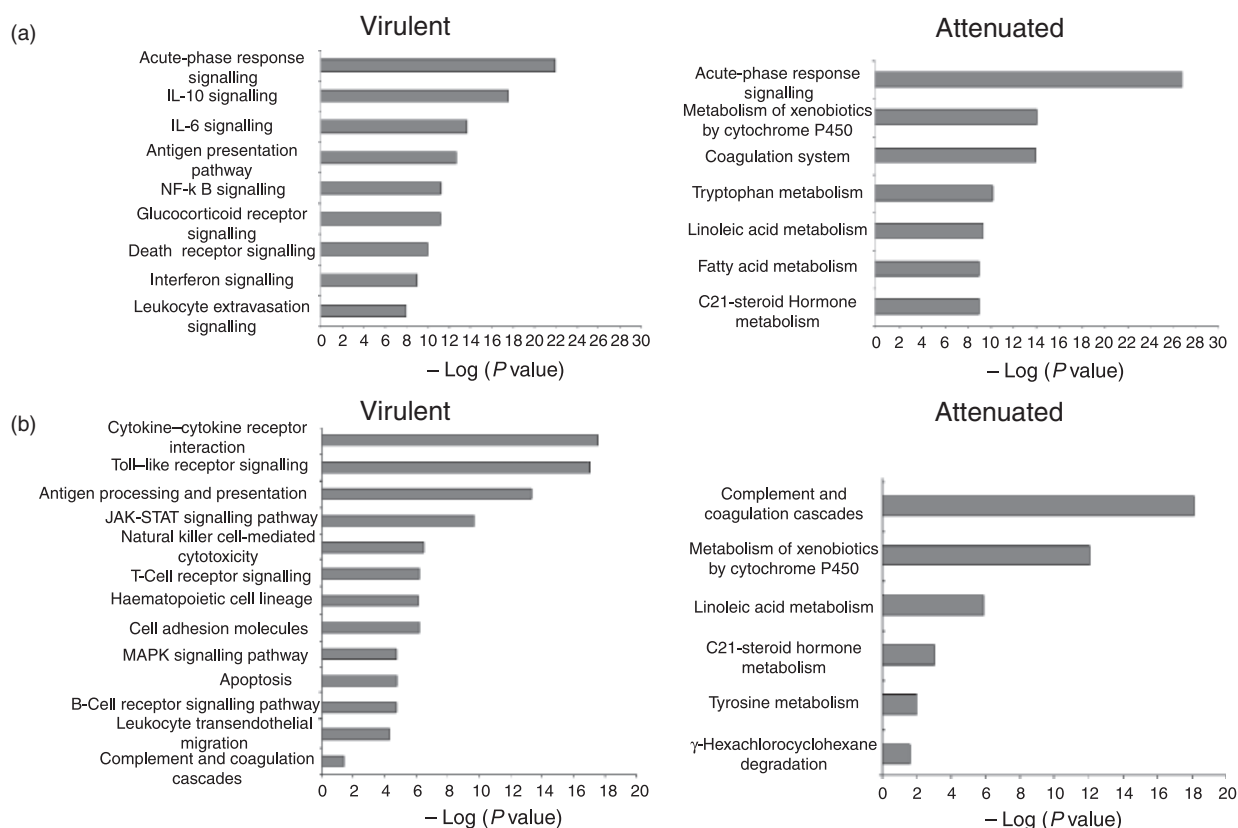 (a)
Virulent
Acute-phase response
signalling
IL-10 signalling
IL-6 signalling
Antigen presentation
pathway
NF-k B signalling
Glucocorticoid receptor
signalling
Death receptor signalling
Interferon signalling
Leukocyte extravasation
signalling
0 2 4 6 8 10 12 14 16 18 20 22 24 26 28 30
– Log (P value)
Attenuated
Acute-phase response
signalling
Metabolism of xenobiotics
by cytochrome P450
Coagulation system
Tryptophan metabolism
Linoleic acid metabolism
Fatty acid metabolism
C21-steroid Hormone
metabolism
0 2 4 6 8 10 12 14 16 18 20 22 24 26 28 30
– Log (P value)
(b)
Virulent
Cytokine–cytokine receptor
interaction
Toll–like receptor signalling
Antigen processing and presentation
JAK-STAT signalling pathway
Natural killer cell-mediated
cytotoxicity
T-Cell receptor signalling
Haematopoietic cell lineage
Cell adhesion molecules
MAPK signalling pathway
Apoptosis
B-Cell receptor signalling pathway
Leukocyte transendothelial
migration
Complement and coagulation
cascades
0 2 4 6 8 10 12 14 16 18 20
– Log (P value)
Attenuated
Complement and
coagulation cascades
Metabolism of xenobiotics
by cytochrome P450
Linoleic acid metabolism
C21-steroid hormone
metabolism
Tyrosine metabolism
γ-Hexachlorocyclohexane
degradation
0 2 4 6 8 10 12 14 16 18 20
– Log (P value)